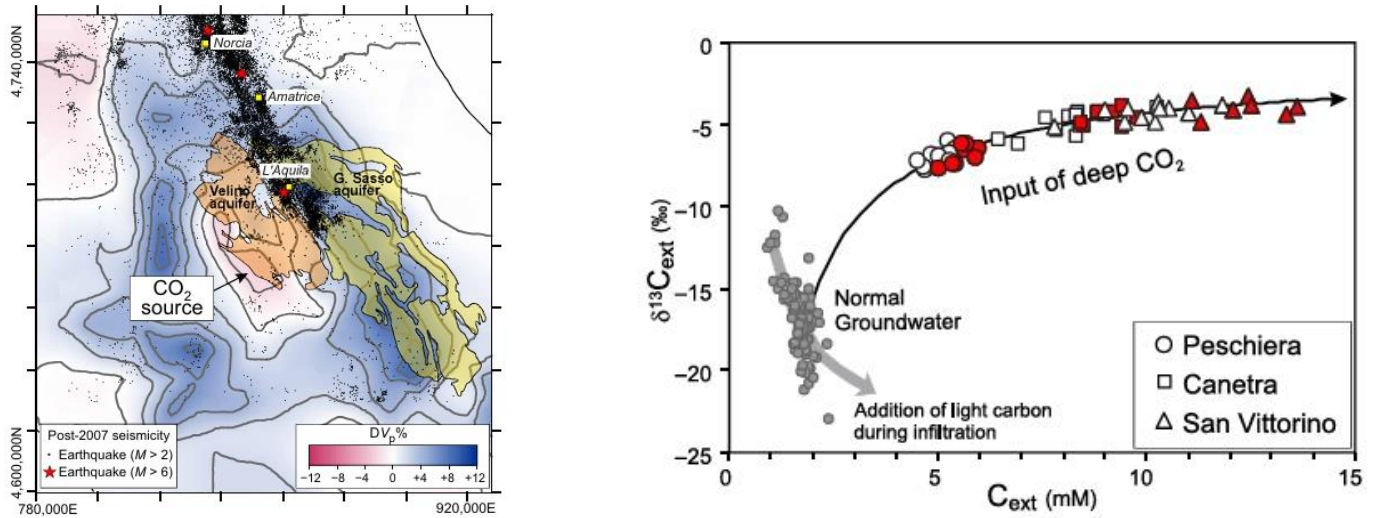 4,740,000N
4,600,000N
780,000E
920,000E
Norcia
Amatrice
L'Aquila
Velino
aquifer
G. Sasso
aquifer
CO2
source
Post-2007 seismicity
Earthquake (M > 2)
Earthquake (M > 6)
DVp%
−12 −8 −4 0 +4 +8 +12
δ13Cext (‰)
0
−5
−10
−15
−20
−25
Input of deep CO2
Normal
Groundwater
Addition of light carbon
during infiltration
Peschiera
Canetra
San Vittorino
0 5 10 15
Cext (mM)